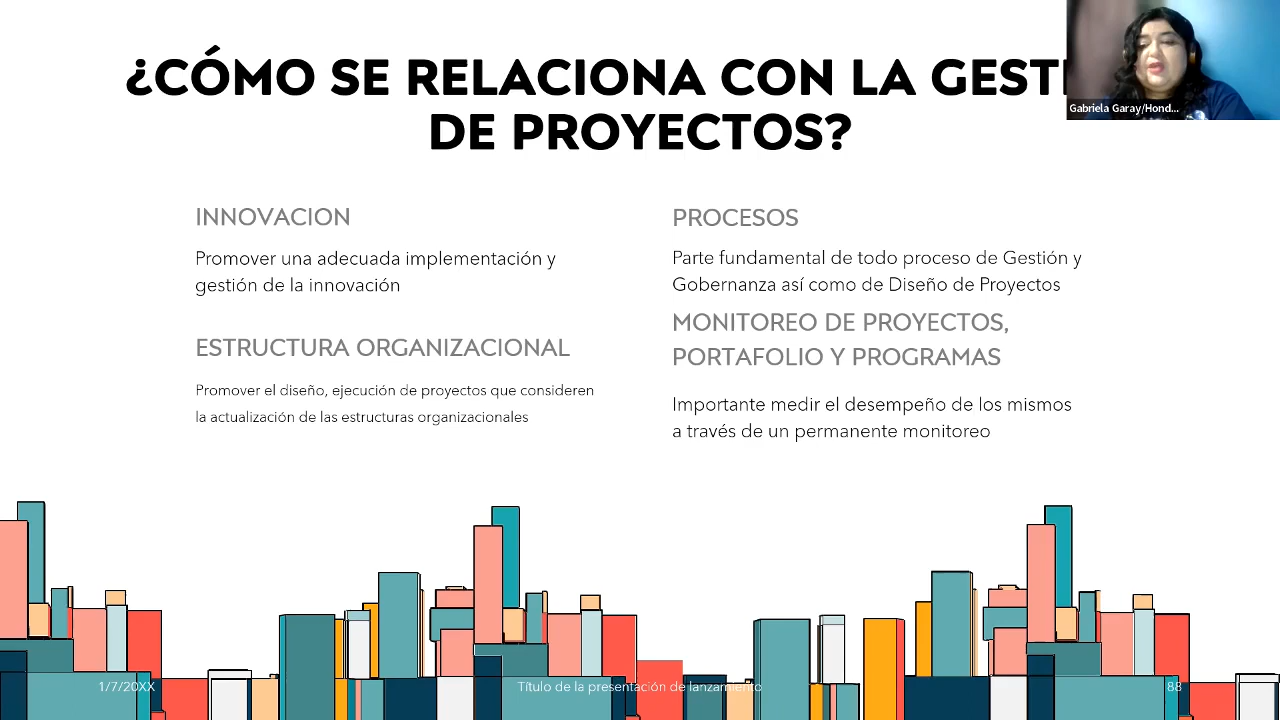 ¿CÓMO SE RELACIONA CON LA GESTI
DE PROYECTOS?
Gabriela Garay/Hond...
INNOVACION
Promover una adecuada implementación y
gestión de la innovación
ESTRUCTURA ORGANIZACIONAL
Promover el diseño, ejecución de proyectos que consideren
la actualización de las estructuras organizacionales
PROCESOS
Parte fundamental de todo proceso de Gestión y
Gobernanza así como de Diseño de Proyectos
MONITOREO DE PROYECTOS,
PORTAFOLIO Y PROGRAMAS
Importante medir el desempeño de los mismos
a través de un permanente monitoreo
1/7/20XX
Título de la presentación de lanzamiento
88